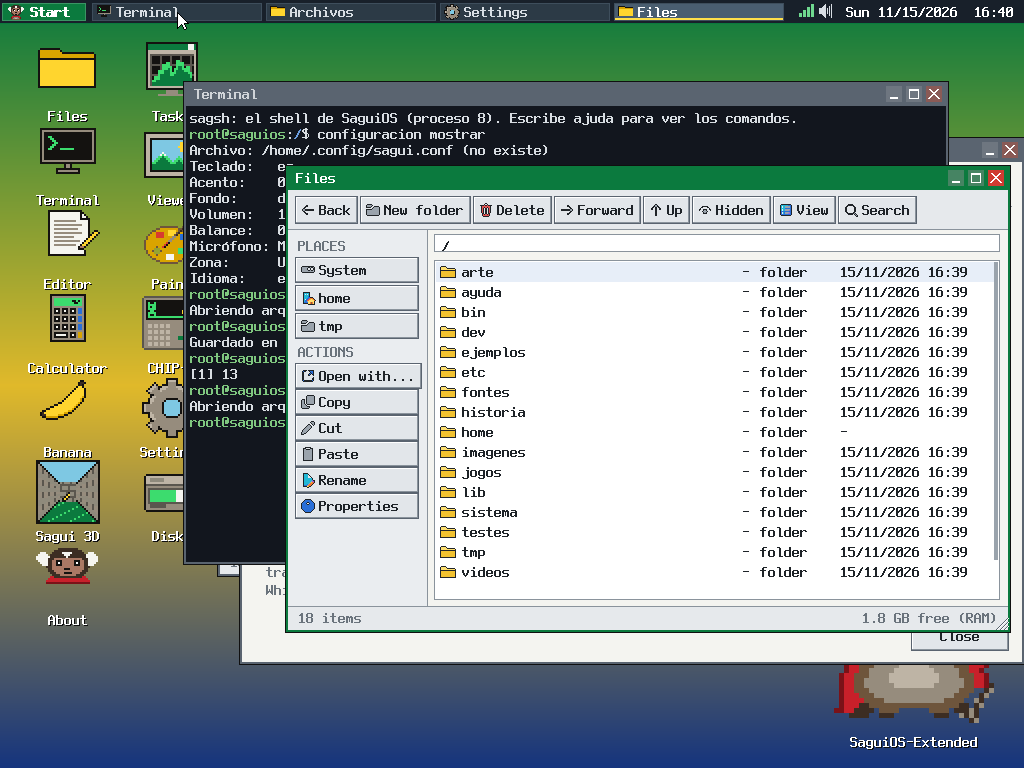 Start Terminal Archivos Settings Files Sun 11/15/2026 16:40
Files
Terminal
Editor
Calculator
Banana
Sagui 3D
About
Task
Viewe
Pain
CHIP
Settin
Disk
Terminal
sagsh: el shell de SaguiOS (proceso 8). Escribe ayuda para ver los comandos.
root@saguios:/$ configuracion mostrar
Archivo: /home/.config/sagui.conf (no existe)
Teclado:
Acento: 0
Fondo: d
Volumen: 1
Balance: 0
Micrófono: M
Zona: U
Idioma: e
root@saguios
Abriendo arq
root@saguios
Guardado en
root@saguios
[1] 13
root@saguios
Abriendo arq
root@saguios
Files
Back New folder Delete Forward Up Hidden View Search
PLACES
System
home
tmp
ACTIONS
Open with...
Copy
Cut
Paste
Rename
Properties
/
arte - folder 15/11/2026 16:39
ayuda - folder 15/11/2026 16:39
bin - folder 15/11/2026 16:39
dev - folder 15/11/2026 16:39
ejemplos - folder 15/11/2026 16:39
etc - folder 15/11/2026 16:39
fontes - folder 15/11/2026 16:39
historia - folder 15/11/2026 16:39
home - folder -
imagenes - folder 15/11/2026 16:39
jogos - folder 15/11/2026 16:39
lib - folder 15/11/2026 16:39
sistema - folder 15/11/2026 16:39
testes - folder 15/11/2026 16:39
tmp - folder 15/11/2026 16:39
videos - folder 15/11/2026 16:39
18 items 1.8 GB free (RAM)
tra
Whi
Close
SaguiOS-Extended